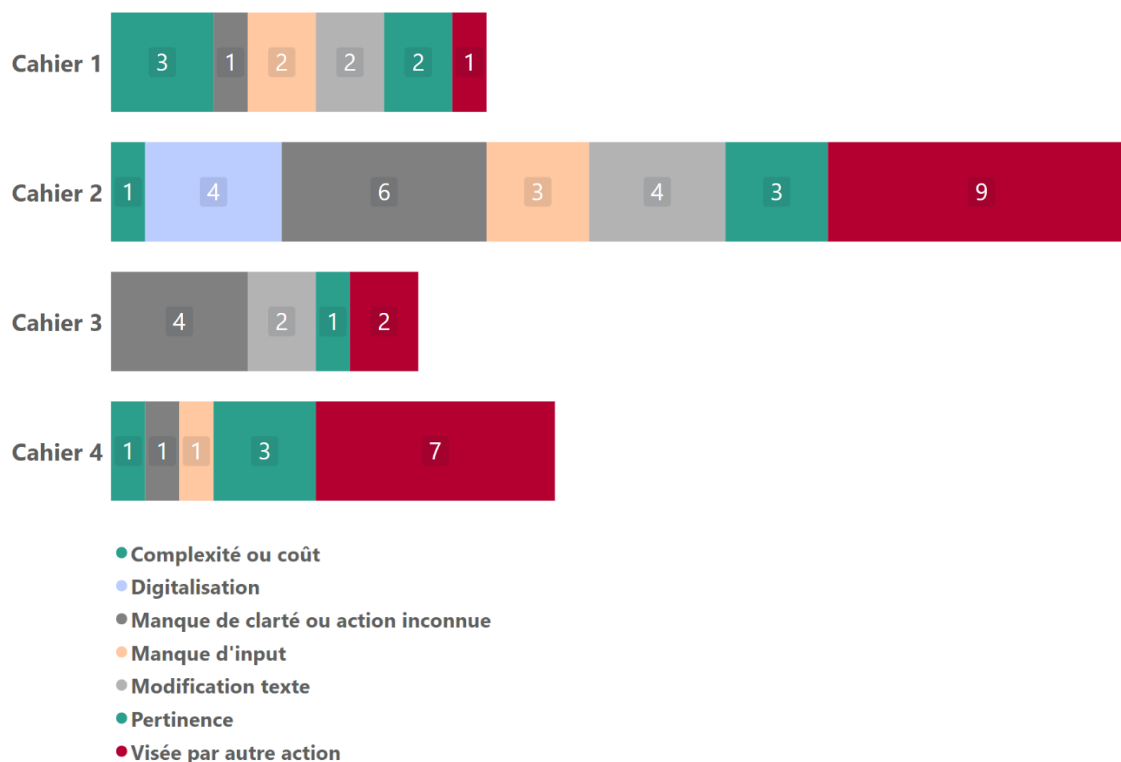 Cahier 1 3 1 2 2 2 1
Cahier 2 1 4 6 3 4 3 9
Cahier 3 4 2 1 2
Cahier 4 1 1 1 3 7
Complexité ou coût
Digitalisation
Manque de clarté ou action inconnue
Manque d'input
Modification texte
Pertinence
Visée par autre action